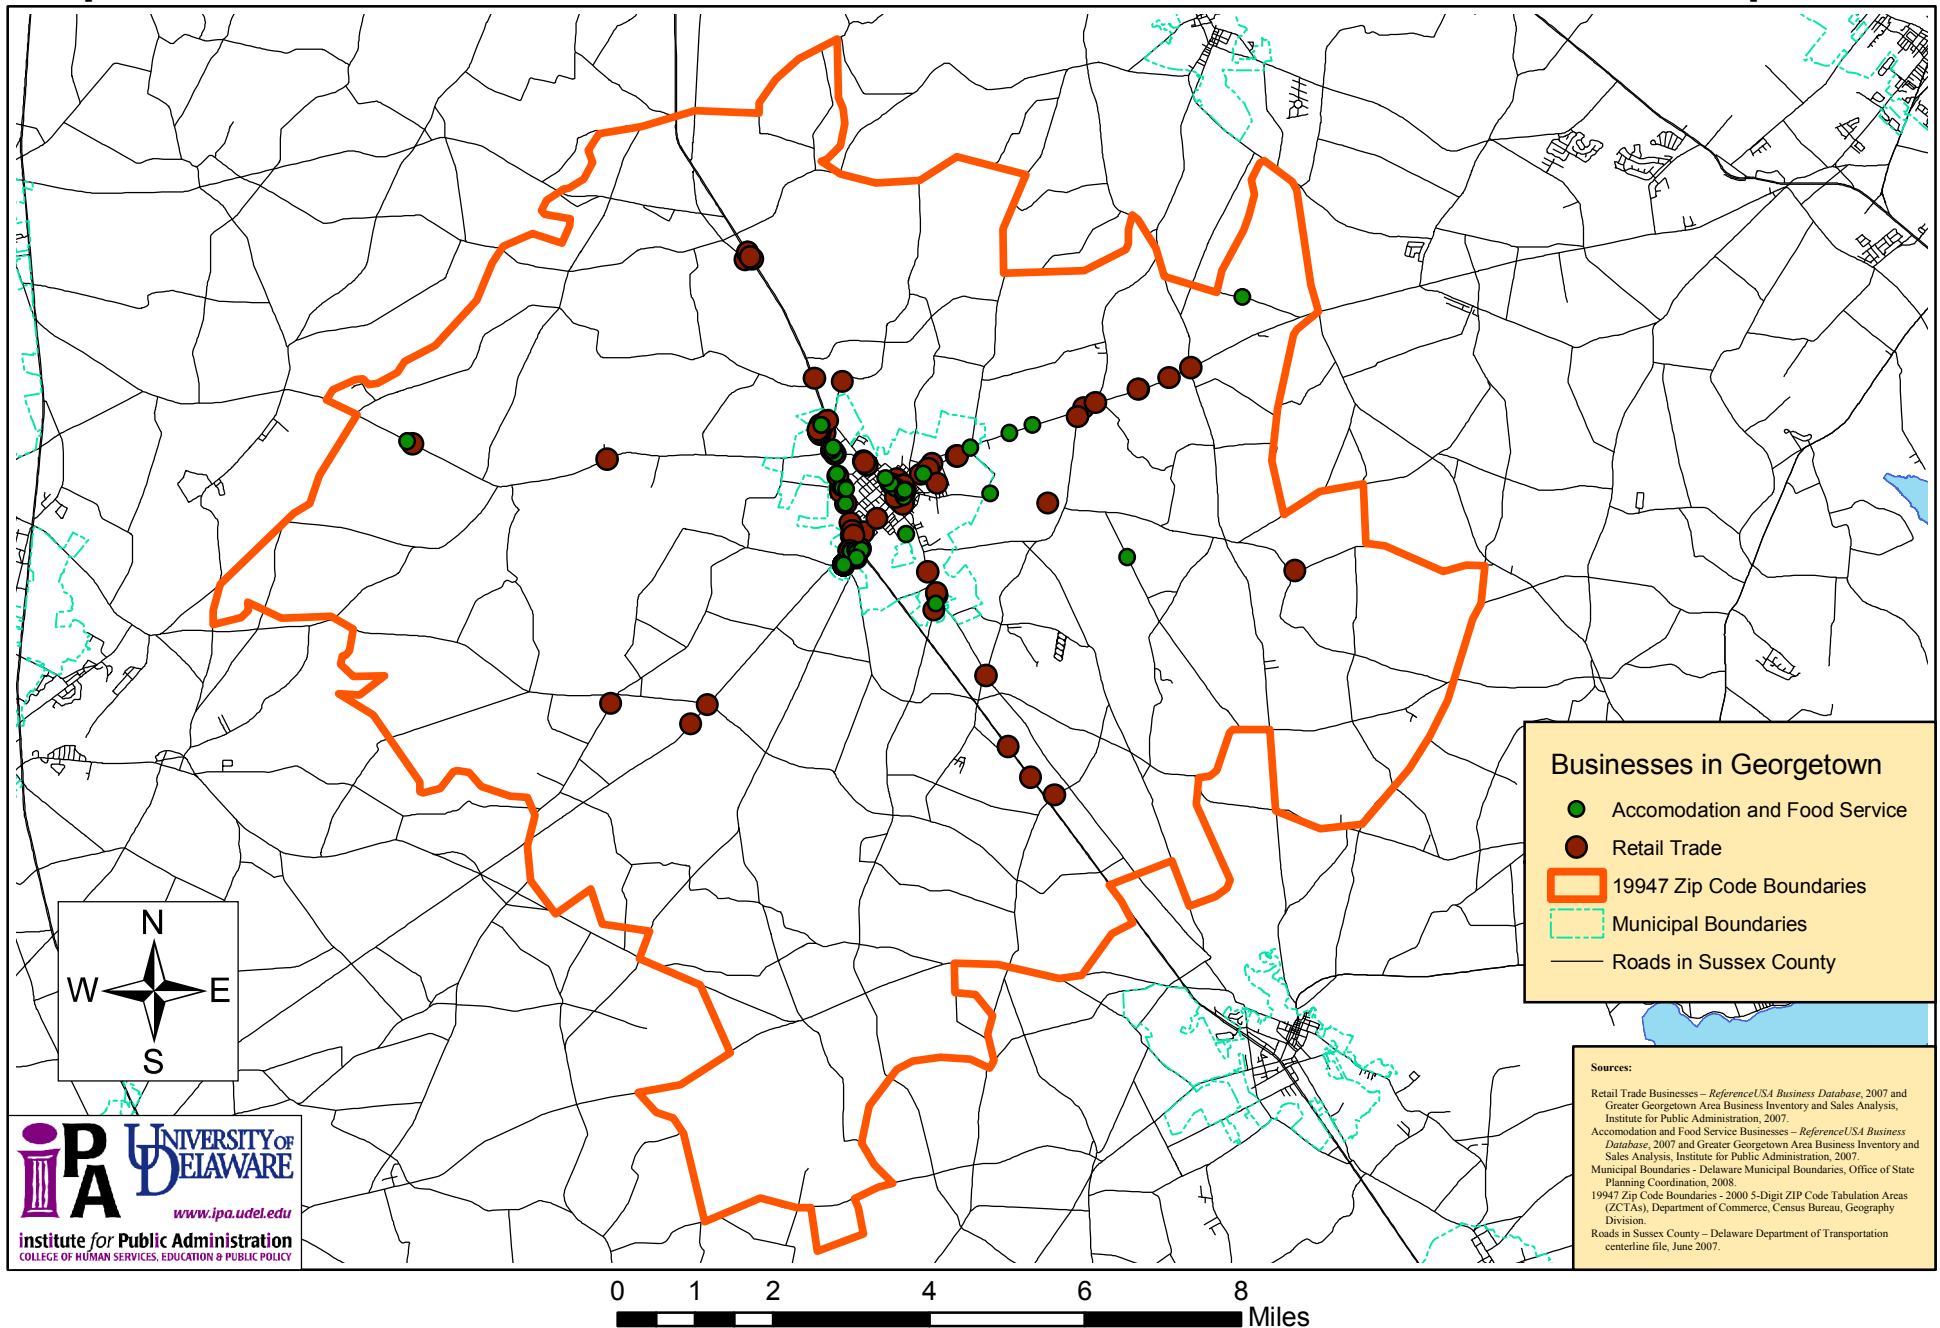 Businesses in Georgetown
Accomodation and Food Service
Retail Trade
19947 Zip Code Boundaries
Municipal Boundaries
Roads in Sussex County
N
W E
S
Sources:
Retail Trade Businesses – ReferenceUSA Business Database, 2007 and
Greater Georgetown Area Business Inventory and Sales Analysis,
Institute for Public Administration, 2007.
Accomodation and Food Service Businesses – ReferenceUSA Business
Database, 2007 and Greater Georgetown Area Business Inventory and
Sales Analysis, Institute for Public Administration, 2007.
Municipal Boundaries - Delaware Municipal Boundaries, Office of State
Planning Coordination, 2008.
19947 Zip Code Boundaries - 2000 5-Digit ZIP Code Tabulation Areas
(ZCTAs), Department of Commerce, Census Bureau, Geography
Division.
Roads in Sussex County – Delaware Department of Transportation
centerline file, June 2007.
iPA
UNIVERSITY OF
DELAWARE
UD
www.ipa.udel.edu
institute for Public Administration
COLLEGE OF HUMAN SERVICES, EDUCATION & PUBLIC POLICY
0 1 2 4 6 8
Miles